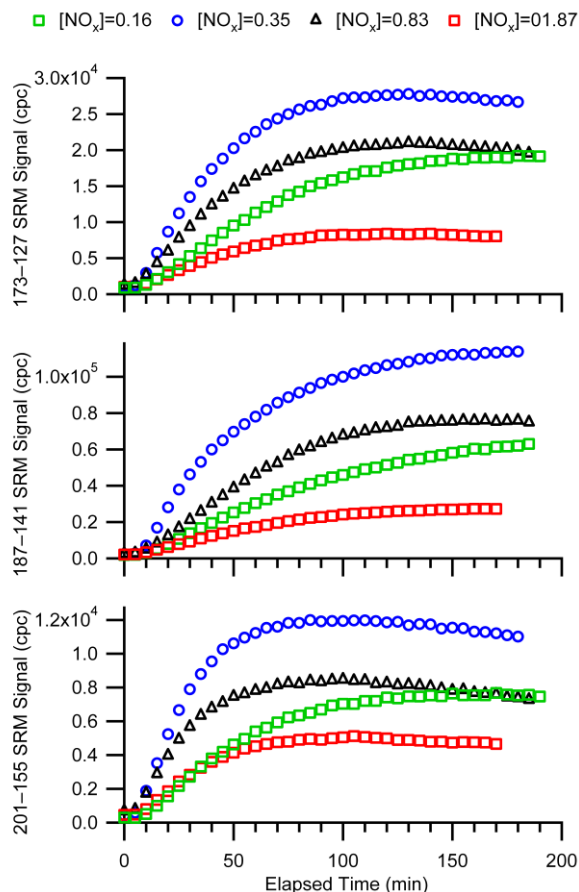 [NOx]=0.16 [NOx]=0.35 [NOx]=0.83 [NOx]=01.87
173–127 SRM Signal (cpc)
3.0x10^4
2.5
2.0
1.5
1.0
0.5
0.0
187–141 SRM Signal (cpc)
1.0x10^5
0.8
0.6
0.4
0.2
0.0
201–155 SRM Signal (cpc)
1.2x10^4
1.0
0.8
0.6
0.4
0.2
0.0
0 50 100 150 200
Elapsed Time (min)